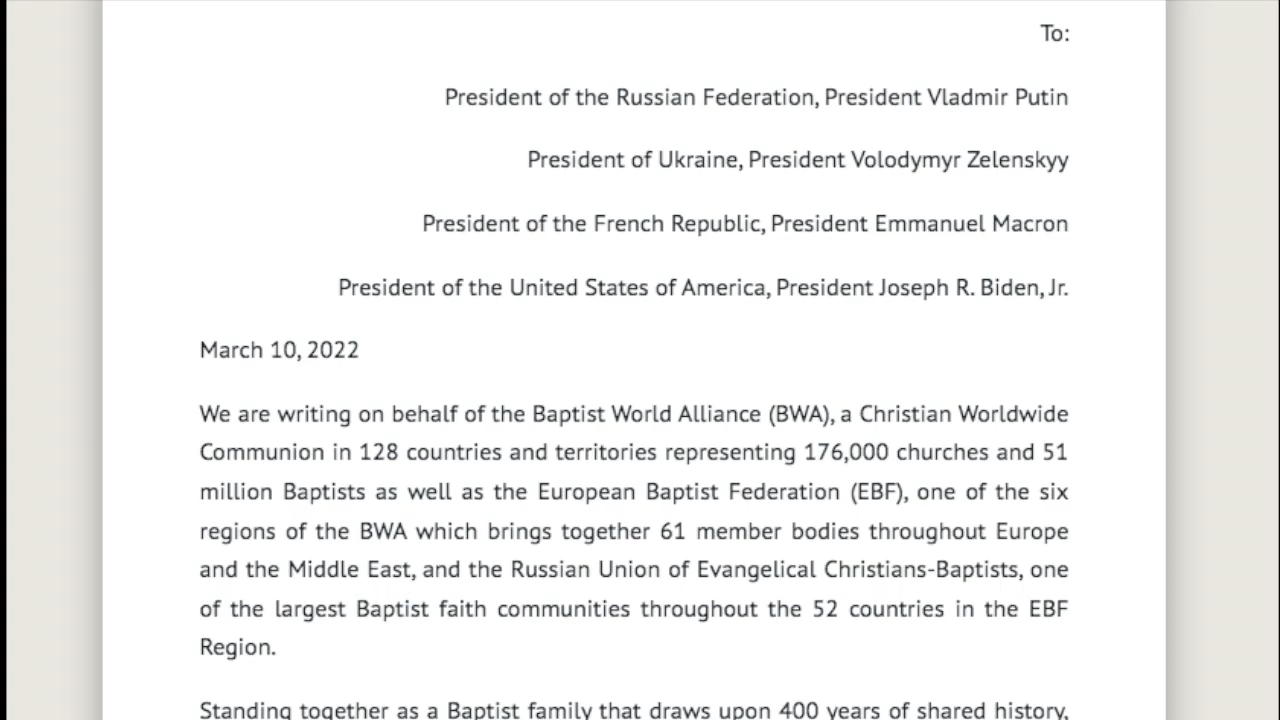 To:
President of the Russian Federation, President Vladmir Putin
President of Ukraine, President Volodymyr Zelenskyy
President of the French Republic, President Emmanuel Macron
President of the United States of America, President Joseph R. Biden, Jr.
March 10, 2022
We are writing on behalf of the Baptist World Alliance (BWA), a Christian Worldwide
Communion in 128 countries and territories representing 176,000 churches and 51
million Baptists as well as the European Baptist Federation (EBF), one of the six
regions of the BWA which brings together 61 member bodies throughout Europe
and the Middle East, and the Russian Union of Evangelical Christians-Baptists, one
of the largest Baptist faith communities throughout the 52 countries in the EBF
Region.
Standing together as a Baptist family that draws upon 400 years of shared history,